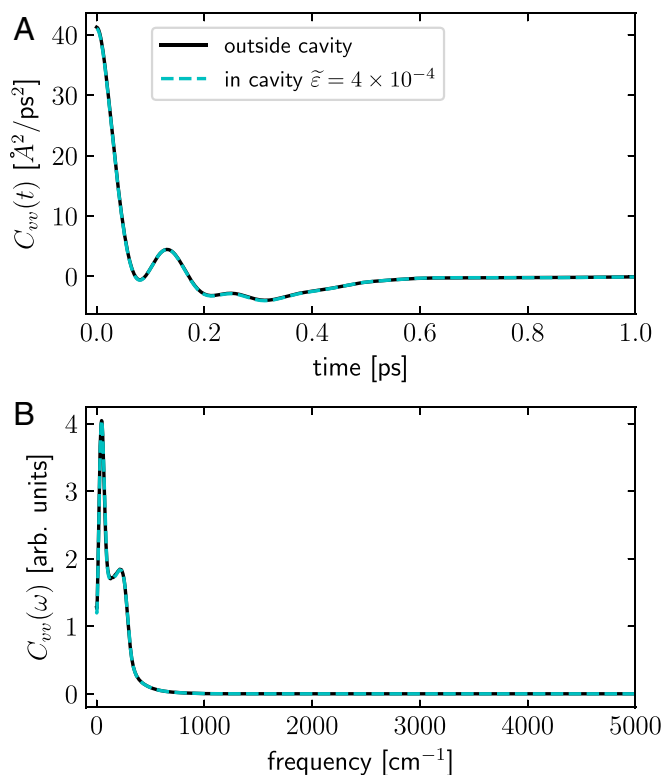 A
C_vv(t) [Å²/ps²]
40
30
20
10
0
outside cavity
in cavity ε̃ = 4 × 10⁻⁴
0.0 0.2 0.4 0.6 0.8 1.0
time [ps]
B
C_vv(ω) [arb. units]
4
3
2
1
0
0 1000 2000 3000 4000 5000
frequency [cm⁻¹]